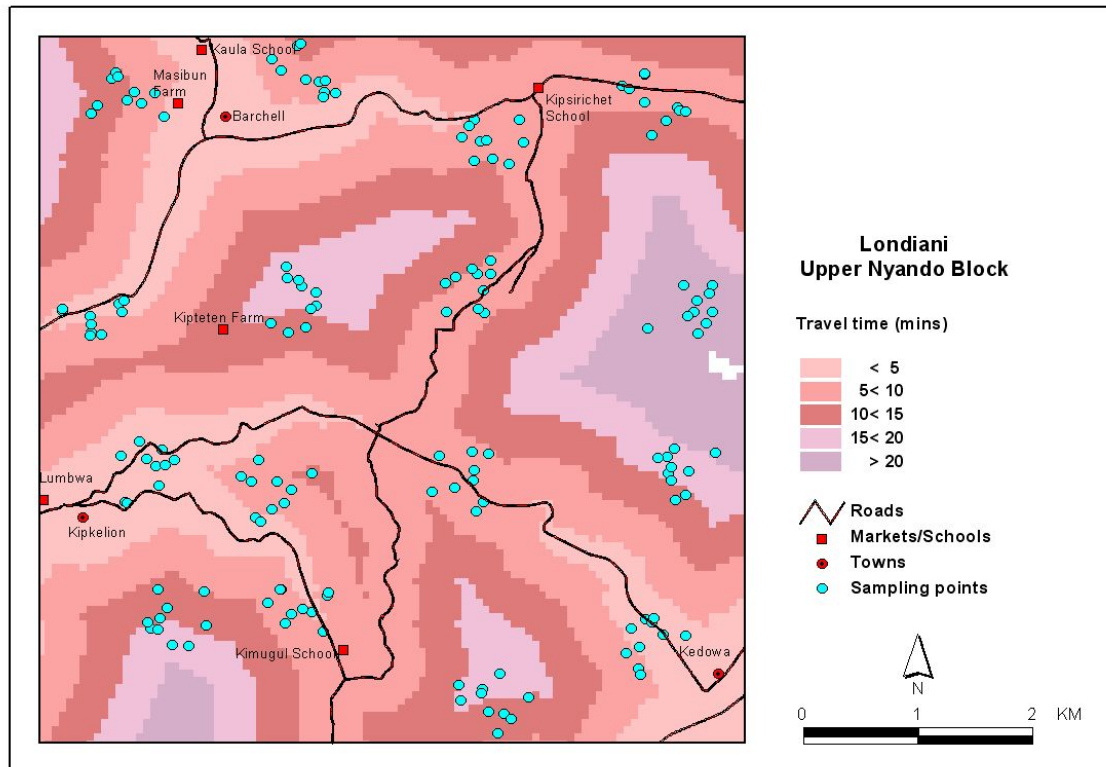 Kaula School
Masibun
Farm
Barchell
Kipsirichet
School
Kipteten Farm
Lumbwa
Kipkelion
Kimugul School
Kedowa
Londiani
Upper Nyando Block
Travel time (mins)
< 5
5< 10
10< 15
15< 20
> 20
Roads
Markets/Schools
Towns
Sampling points
N
0 1 2 KM